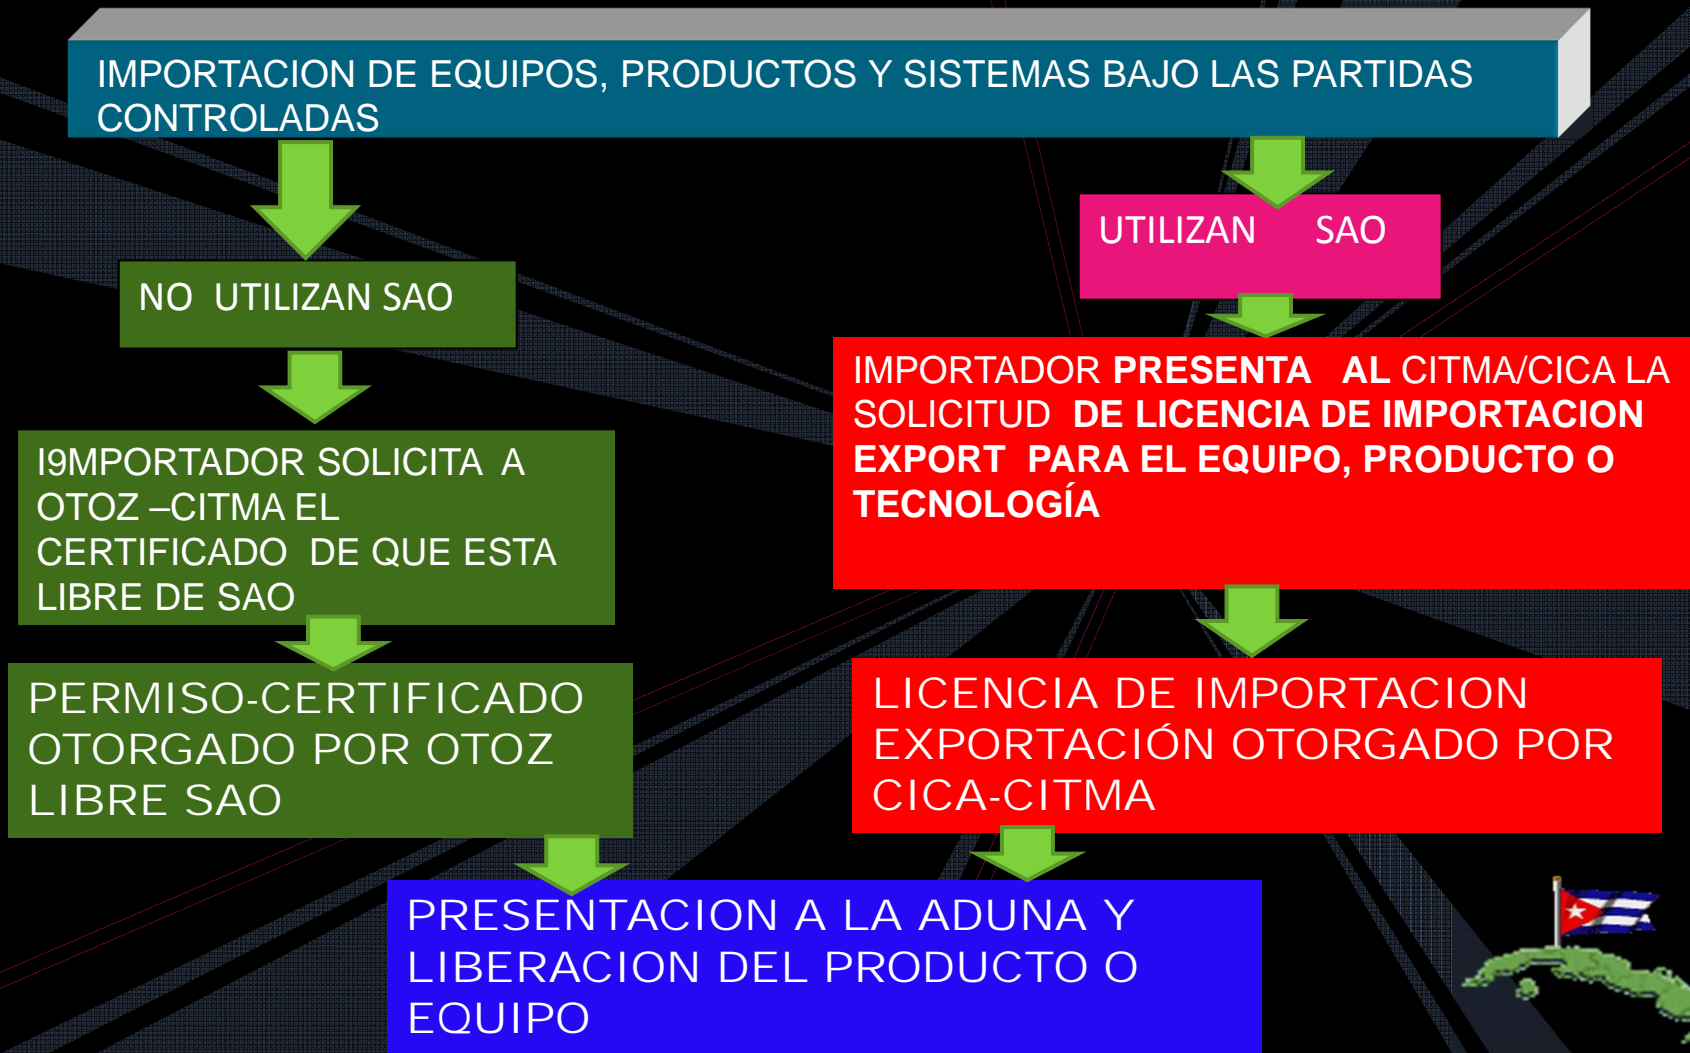 IMPORTACION DE EQUIPOS, PRODUCTOS Y SISTEMAS BAJO LAS PARTIDAS
CONTROLADAS
NO UTILIZAN SAO
I9MPORTADOR SOLICITA A
OTOZ –CITMA EL
CERTIFICADO DE QUE ESTA
LIBRE DE SAO
PERMISO-CERTIFICADO
OTORGADO POR OTOZ
LIBRE SAO
UTILIZAN SAO
IMPORTADOR PRESENTA AL CITMA/CICA LA
SOLICITUD DE LICENCIA DE IMPORTACION
EXPORT PARA EL EQUIPO, PRODUCTO O
TECNOLOGÍA
LICENCIA DE IMPORTACION
EXPORTACIÓN OTORGADO POR
CICA-CITMA
PRESENTACION A LA ADUNA Y
LIBERACION DEL PRODUCTO O
EQUIPO